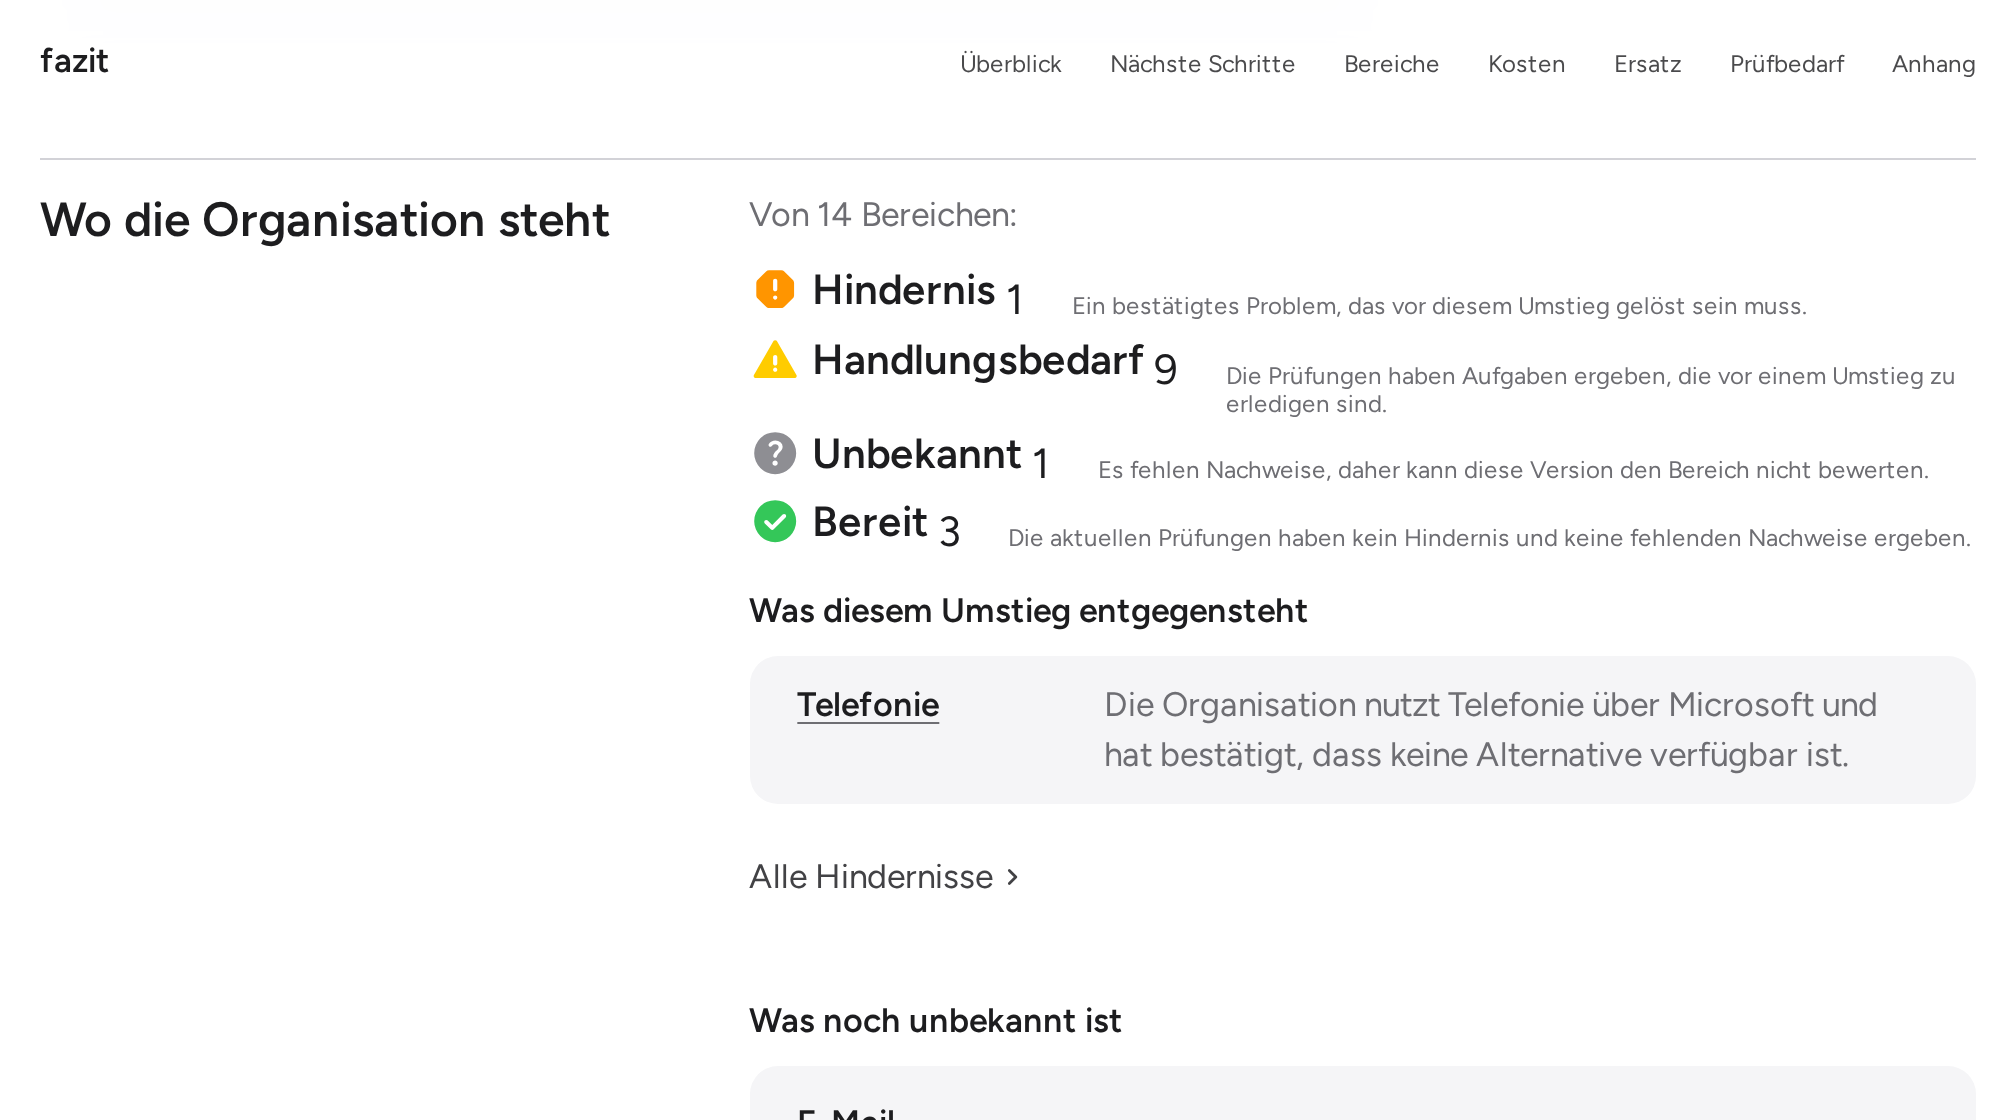 fazit
Überblick
Nächste Schritte
Bereiche
Kosten
Ersatz
Prüfbedarf
Anhang
Wo die Organisation steht
Von 14 Bereichen:
Hindernis 1 Ein bestätigtes Problem, das vor diesem Umstieg gelöst sein muss.
Handlungsbedarf 9 Die Prüfungen haben Aufgaben ergeben, die vor einem Umstieg zu
erledigen sind.
Unbekannt 1 Es fehlen Nachweise, daher kann diese Version den Bereich nicht bewerten.
Bereit 3 Die aktuellen Prüfungen haben kein Hindernis und keine fehlenden Nachweise ergeben.
Was diesem Umstieg entgegensteht
Telefonie
Die Organisation nutzt Telefonie über Microsoft und
hat bestätigt, dass keine Alternative verfügbar ist.
Alle Hindernisse
Was noch unbekannt ist
E-Mail